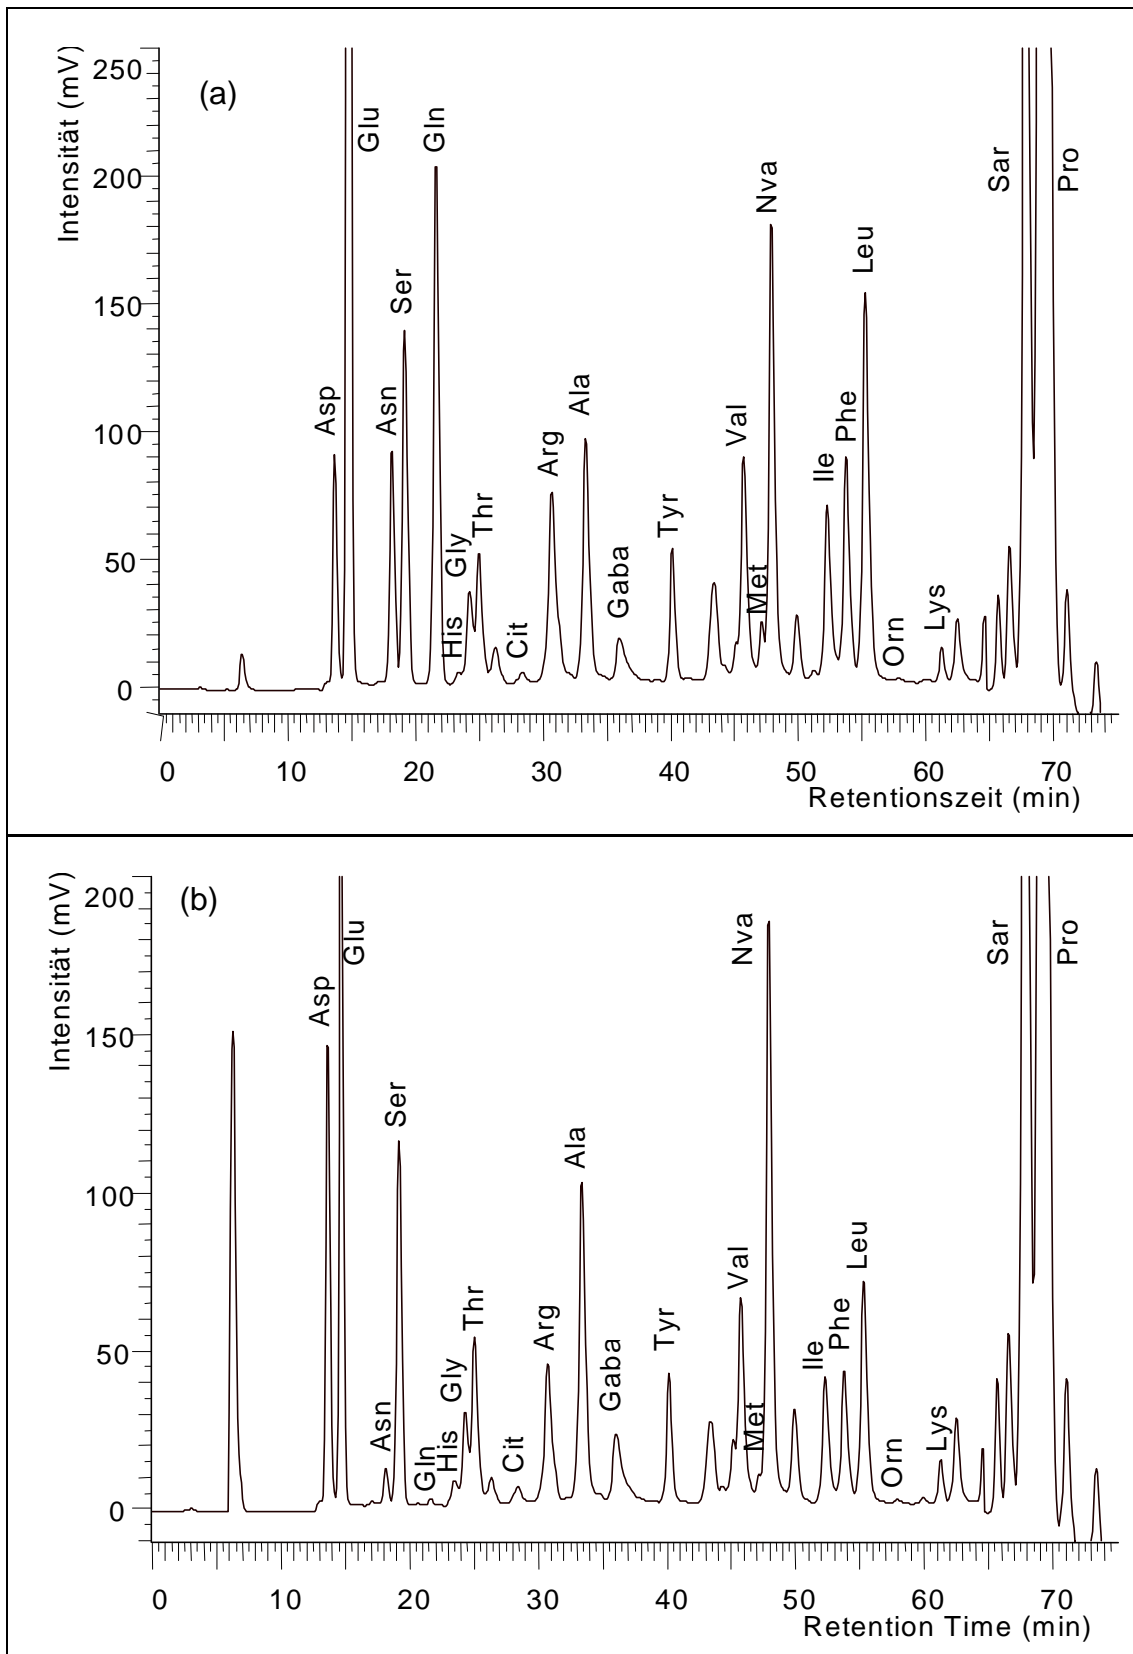 (a)
Intensität (mV)
250
200
150
100
50
0
Asp
Glu
Asn
Ser
Gln
His
Gly
Thr
Cit
Arg
Ala
Gaba
Tyr
Val
Met
Nva
Ile
Phe
Leu
Orn
Lys
Sar
Pro
0 10 20 30 40 50 60 70
Retentionszeit (min)
(b)
Intensität (mV)
200
150
100
50
0
Asp
Glu
Asn
Ser
Gln
His
Gly
Thr
Cit
Arg
Ala
Gaba
Tyr
Val
Met
Nva
Ile
Phe
Leu
Orn
Lys
Sar
Pro
0 10 20 30 40 50 60 70
Retention Time (min)